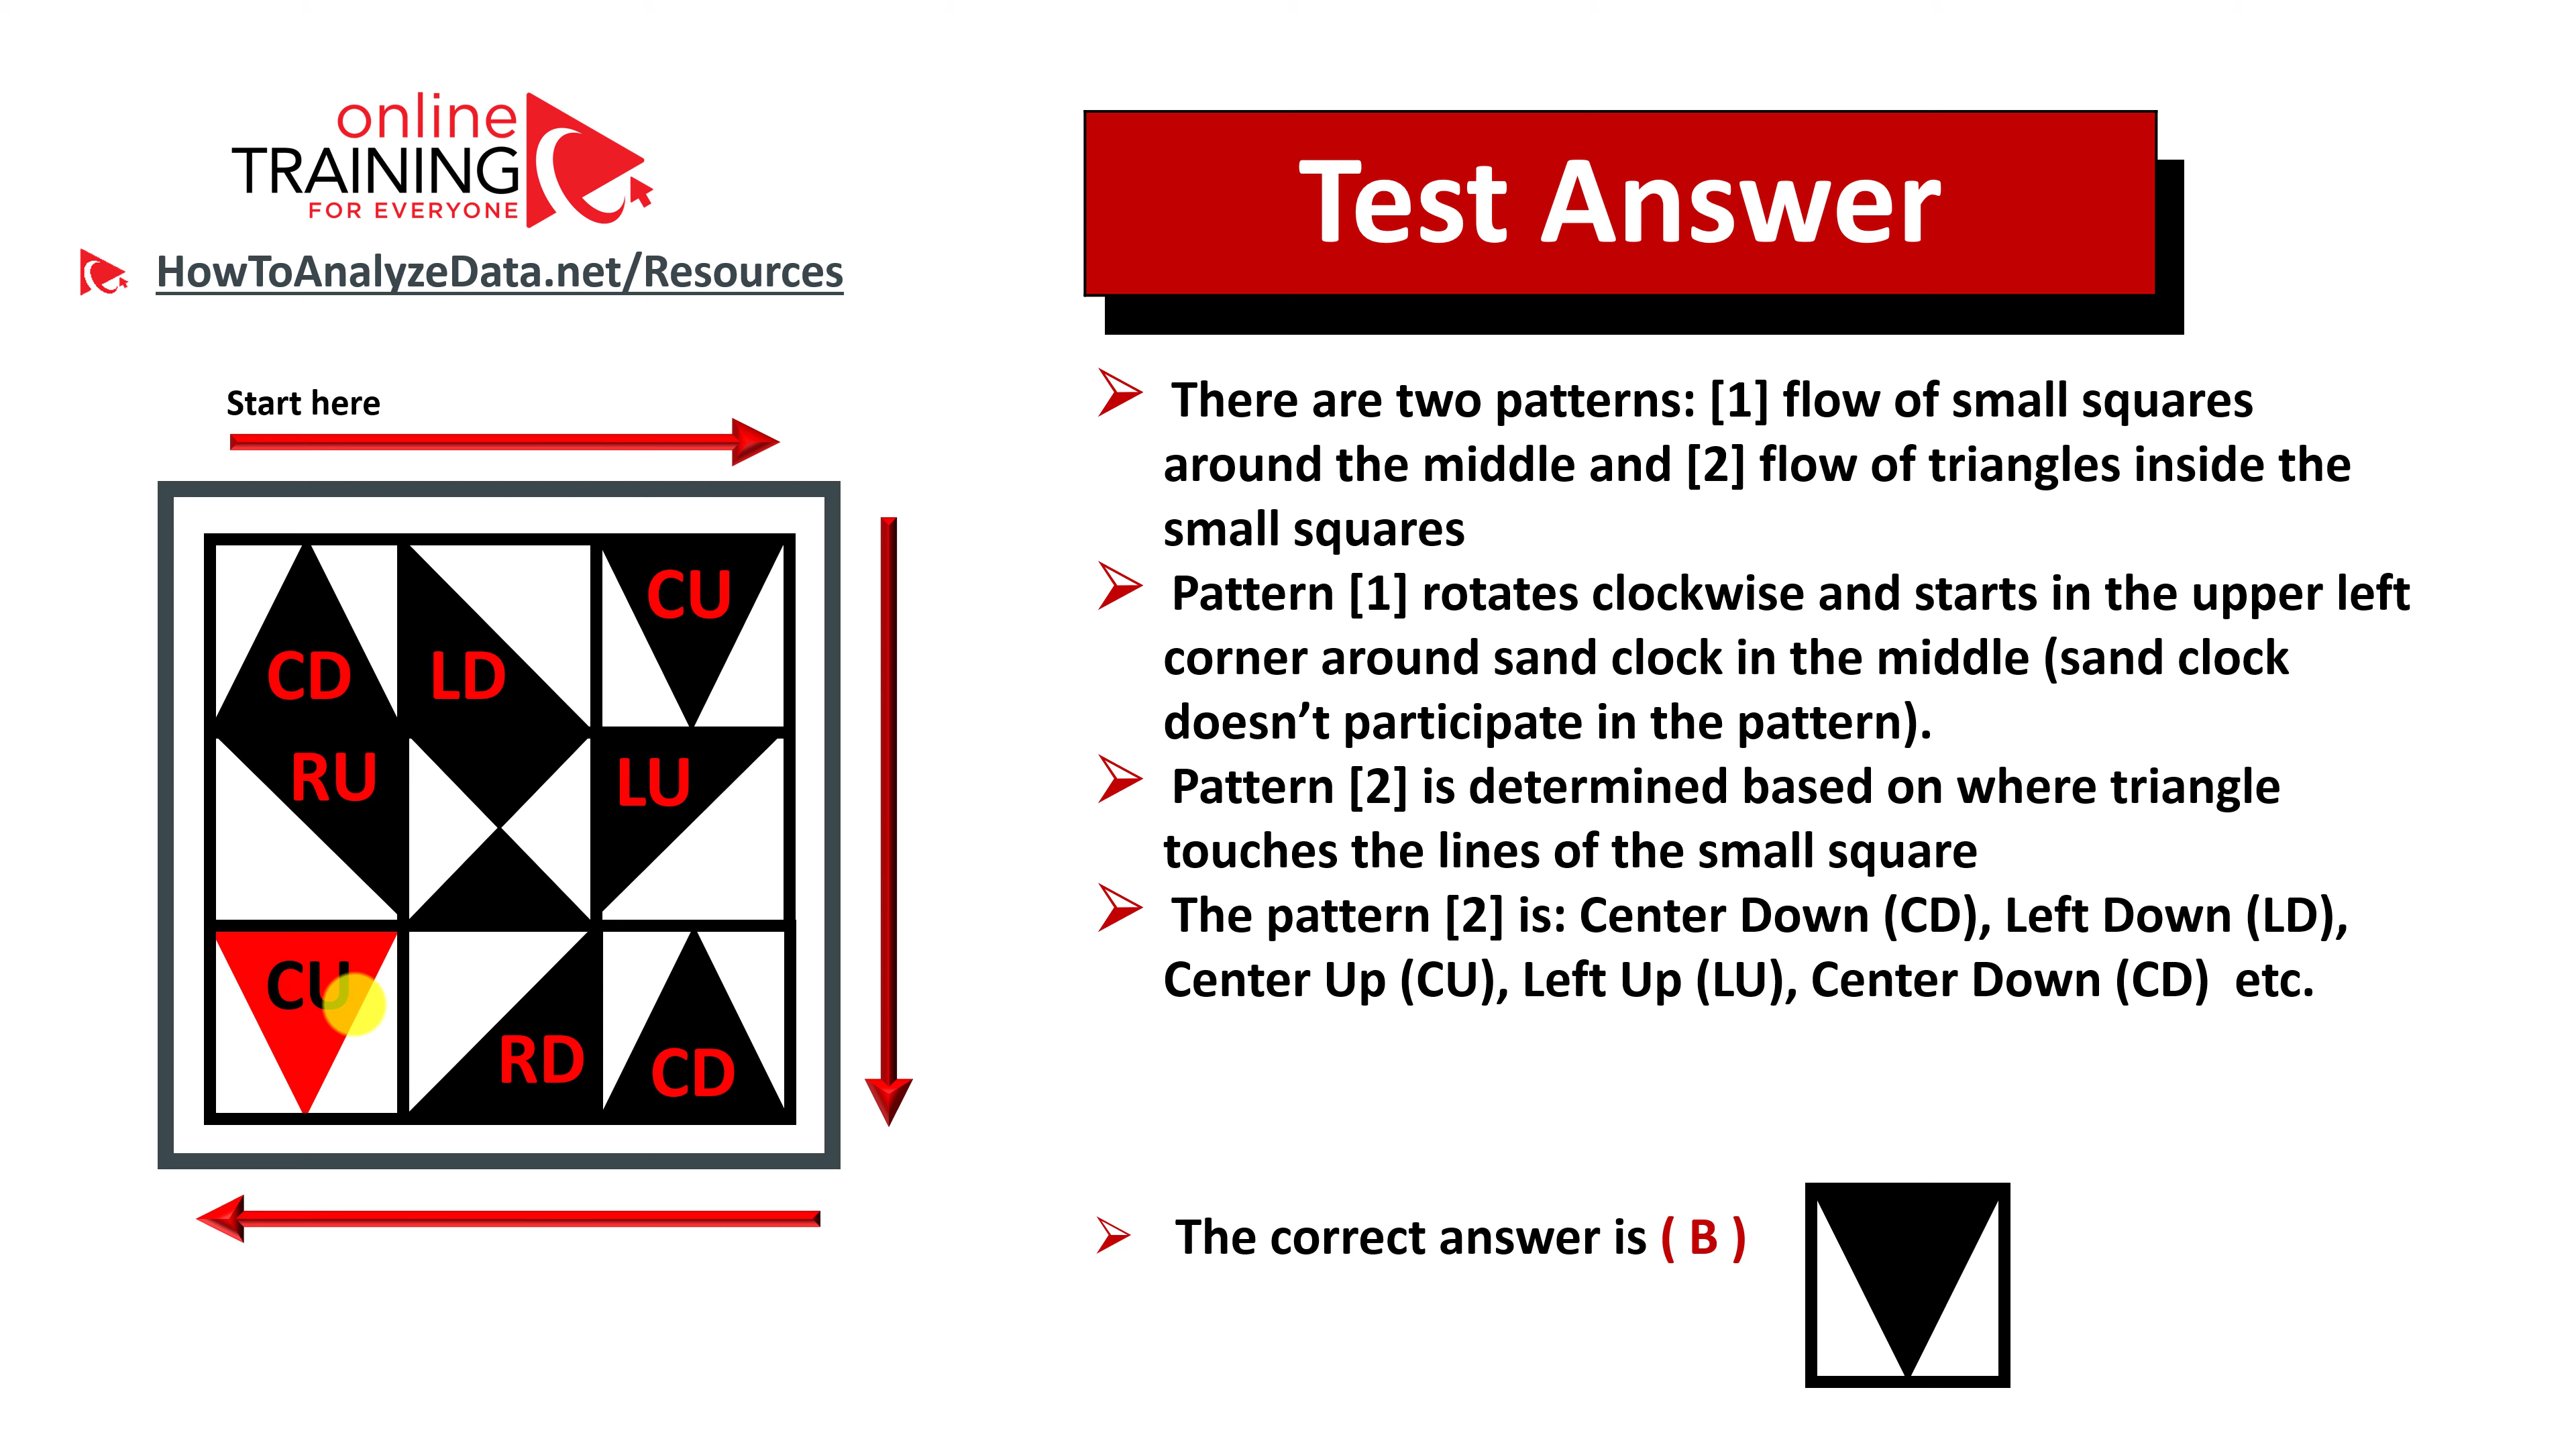 online
TRAINING
FOR EVERYONE
HowToAnalyzeData.net/Resources
Test Answer
Start here
CD
LD
CU
RU
LU
CU
RD
CD
There are two patterns: [1] flow of small squares
around the middle and [2] flow of triangles inside the
small squares
Pattern [1] rotates clockwise and starts in the upper left
corner around sand clock in the middle (sand clock
doesn’t participate in the pattern).
Pattern [2] is determined based on where triangle
touches the lines of the small square
The pattern [2] is: Center Down (CD), Left Down (LD),
Center Up (CU), Left Up (LU), Center Down (CD) etc.
The correct answer is ( B )